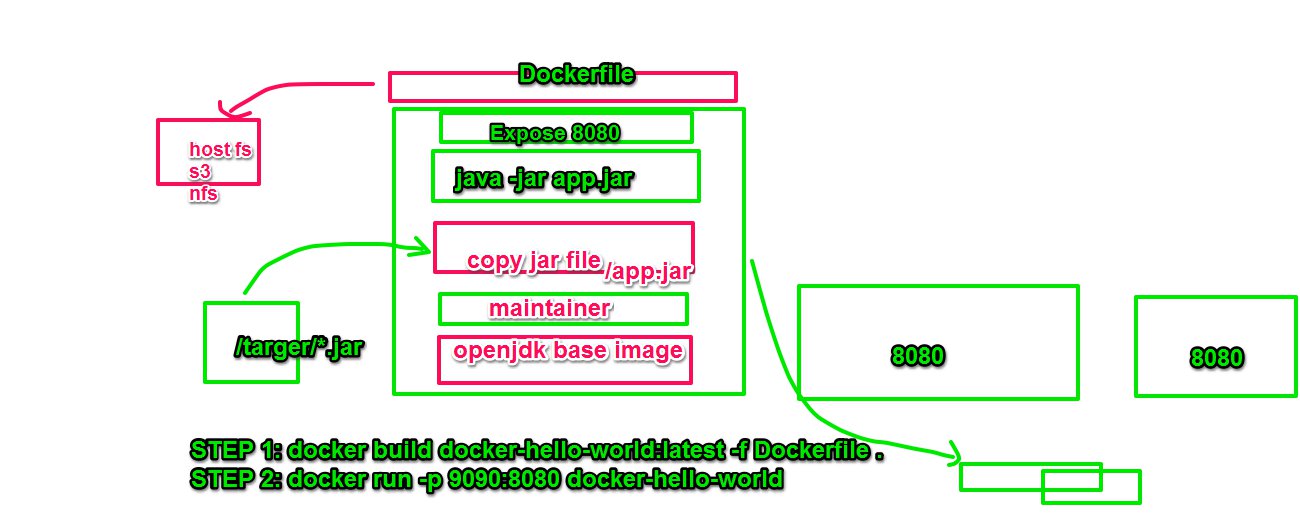 Dockerfile
Expose 8080
host fs
s3
nfs
java -jar app.jar
copy jar file /app.jar
maintainer
/targer/*.jar
openjdk base image
8080
8080
STEP 1: docker build docker-hello-world:latest -f Dockerfile .
STEP 2: docker run -p 9090:8080 docker-hello-world